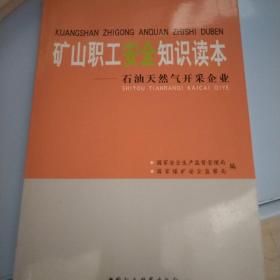 KUANGSHAN ZHIGONG ANQUAN ZHISHI DUBEN
矿山职工安全知识读本
——石油天然气开采企业
SHIYOU TIANRANQI KAICAI QIYE
国家安全生产监督管理局
国家煤矿安全监察局
编